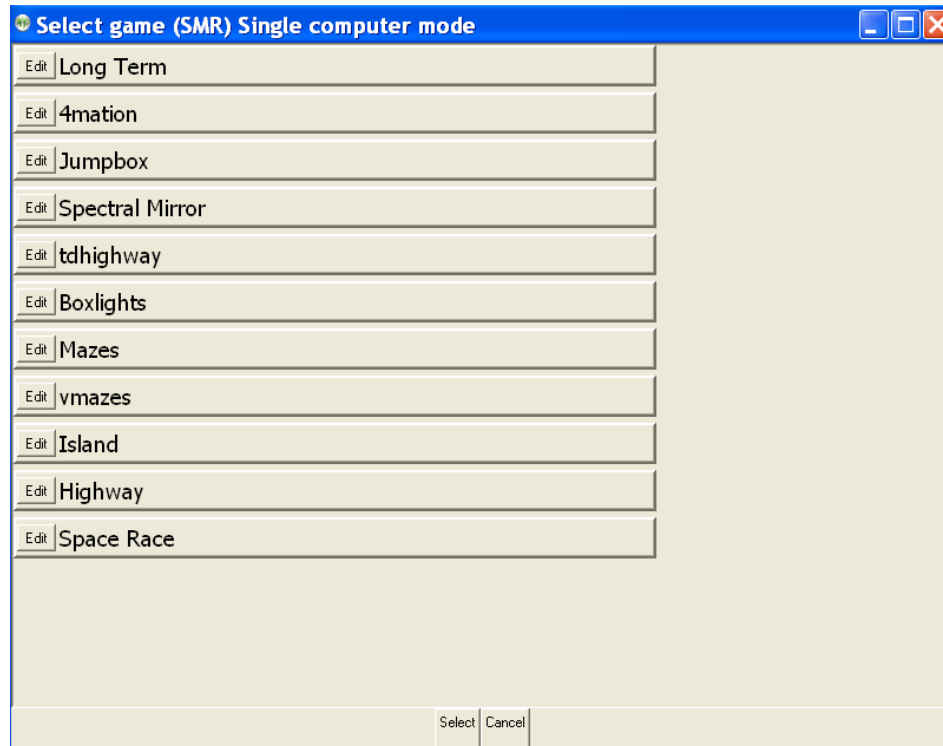 Select game (SMR) Single computer mode
Edit Long Term
Edit 4mation
Edit Jumpbox
Edit Spectral Mirror
Edit tdhighway
Edit Boxlights
Edit Mazes
Edit vmazes
Edit Island
Edit Highway
Edit Space Race
Select Cancel